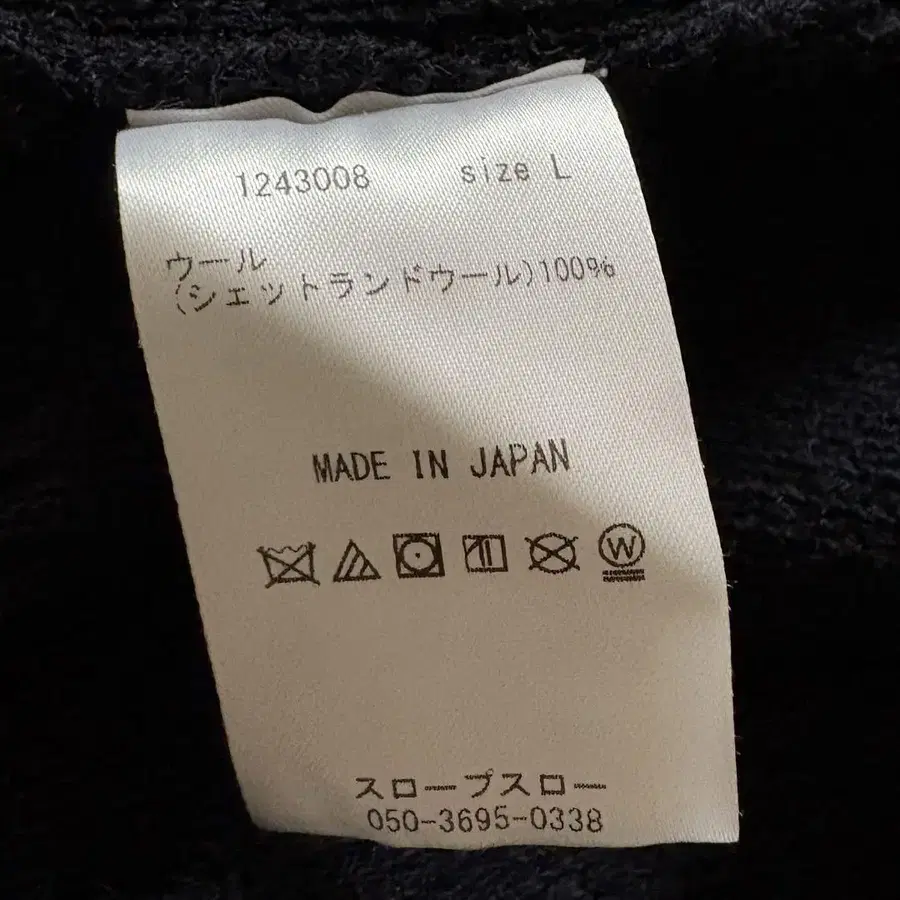 1243008 size L
ウール
(シェットランドウール)100%
MADE IN JAPAN
W
スロープスロー
050-3695-0338